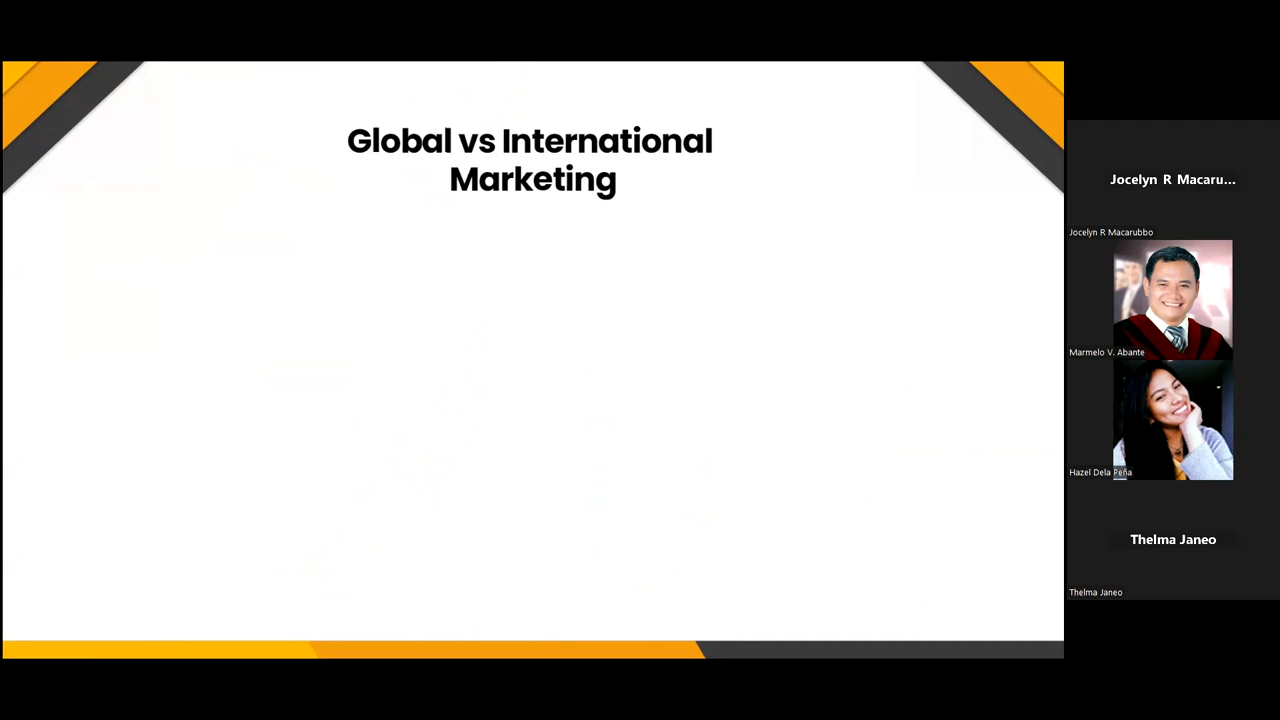 Global vs International
Marketing
Jocelyn R Macaru...
Jocelyn R Macarubbo
Marmelo V. Abante
Hazel Dela Peña
Thelma Janeo
Thelma Janeo